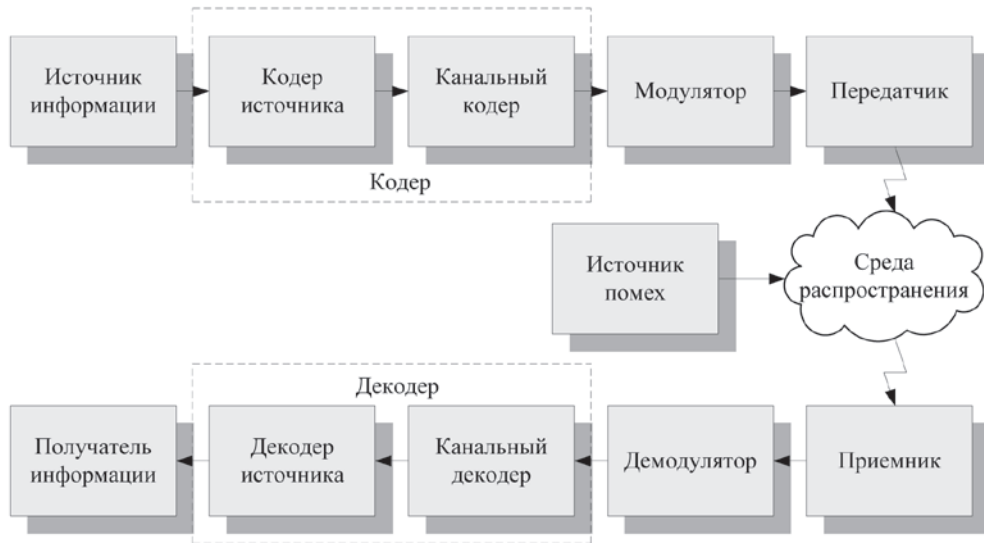 Источник
информации
Кодер
источника
Канальный
кодер
Модулятор
Передатчик
Кодер
Источник
помех
Среда
распространения
Декодер
Получатель
информации
Декодер
источника
Канальный
декодер
Демодулятор
Приемник